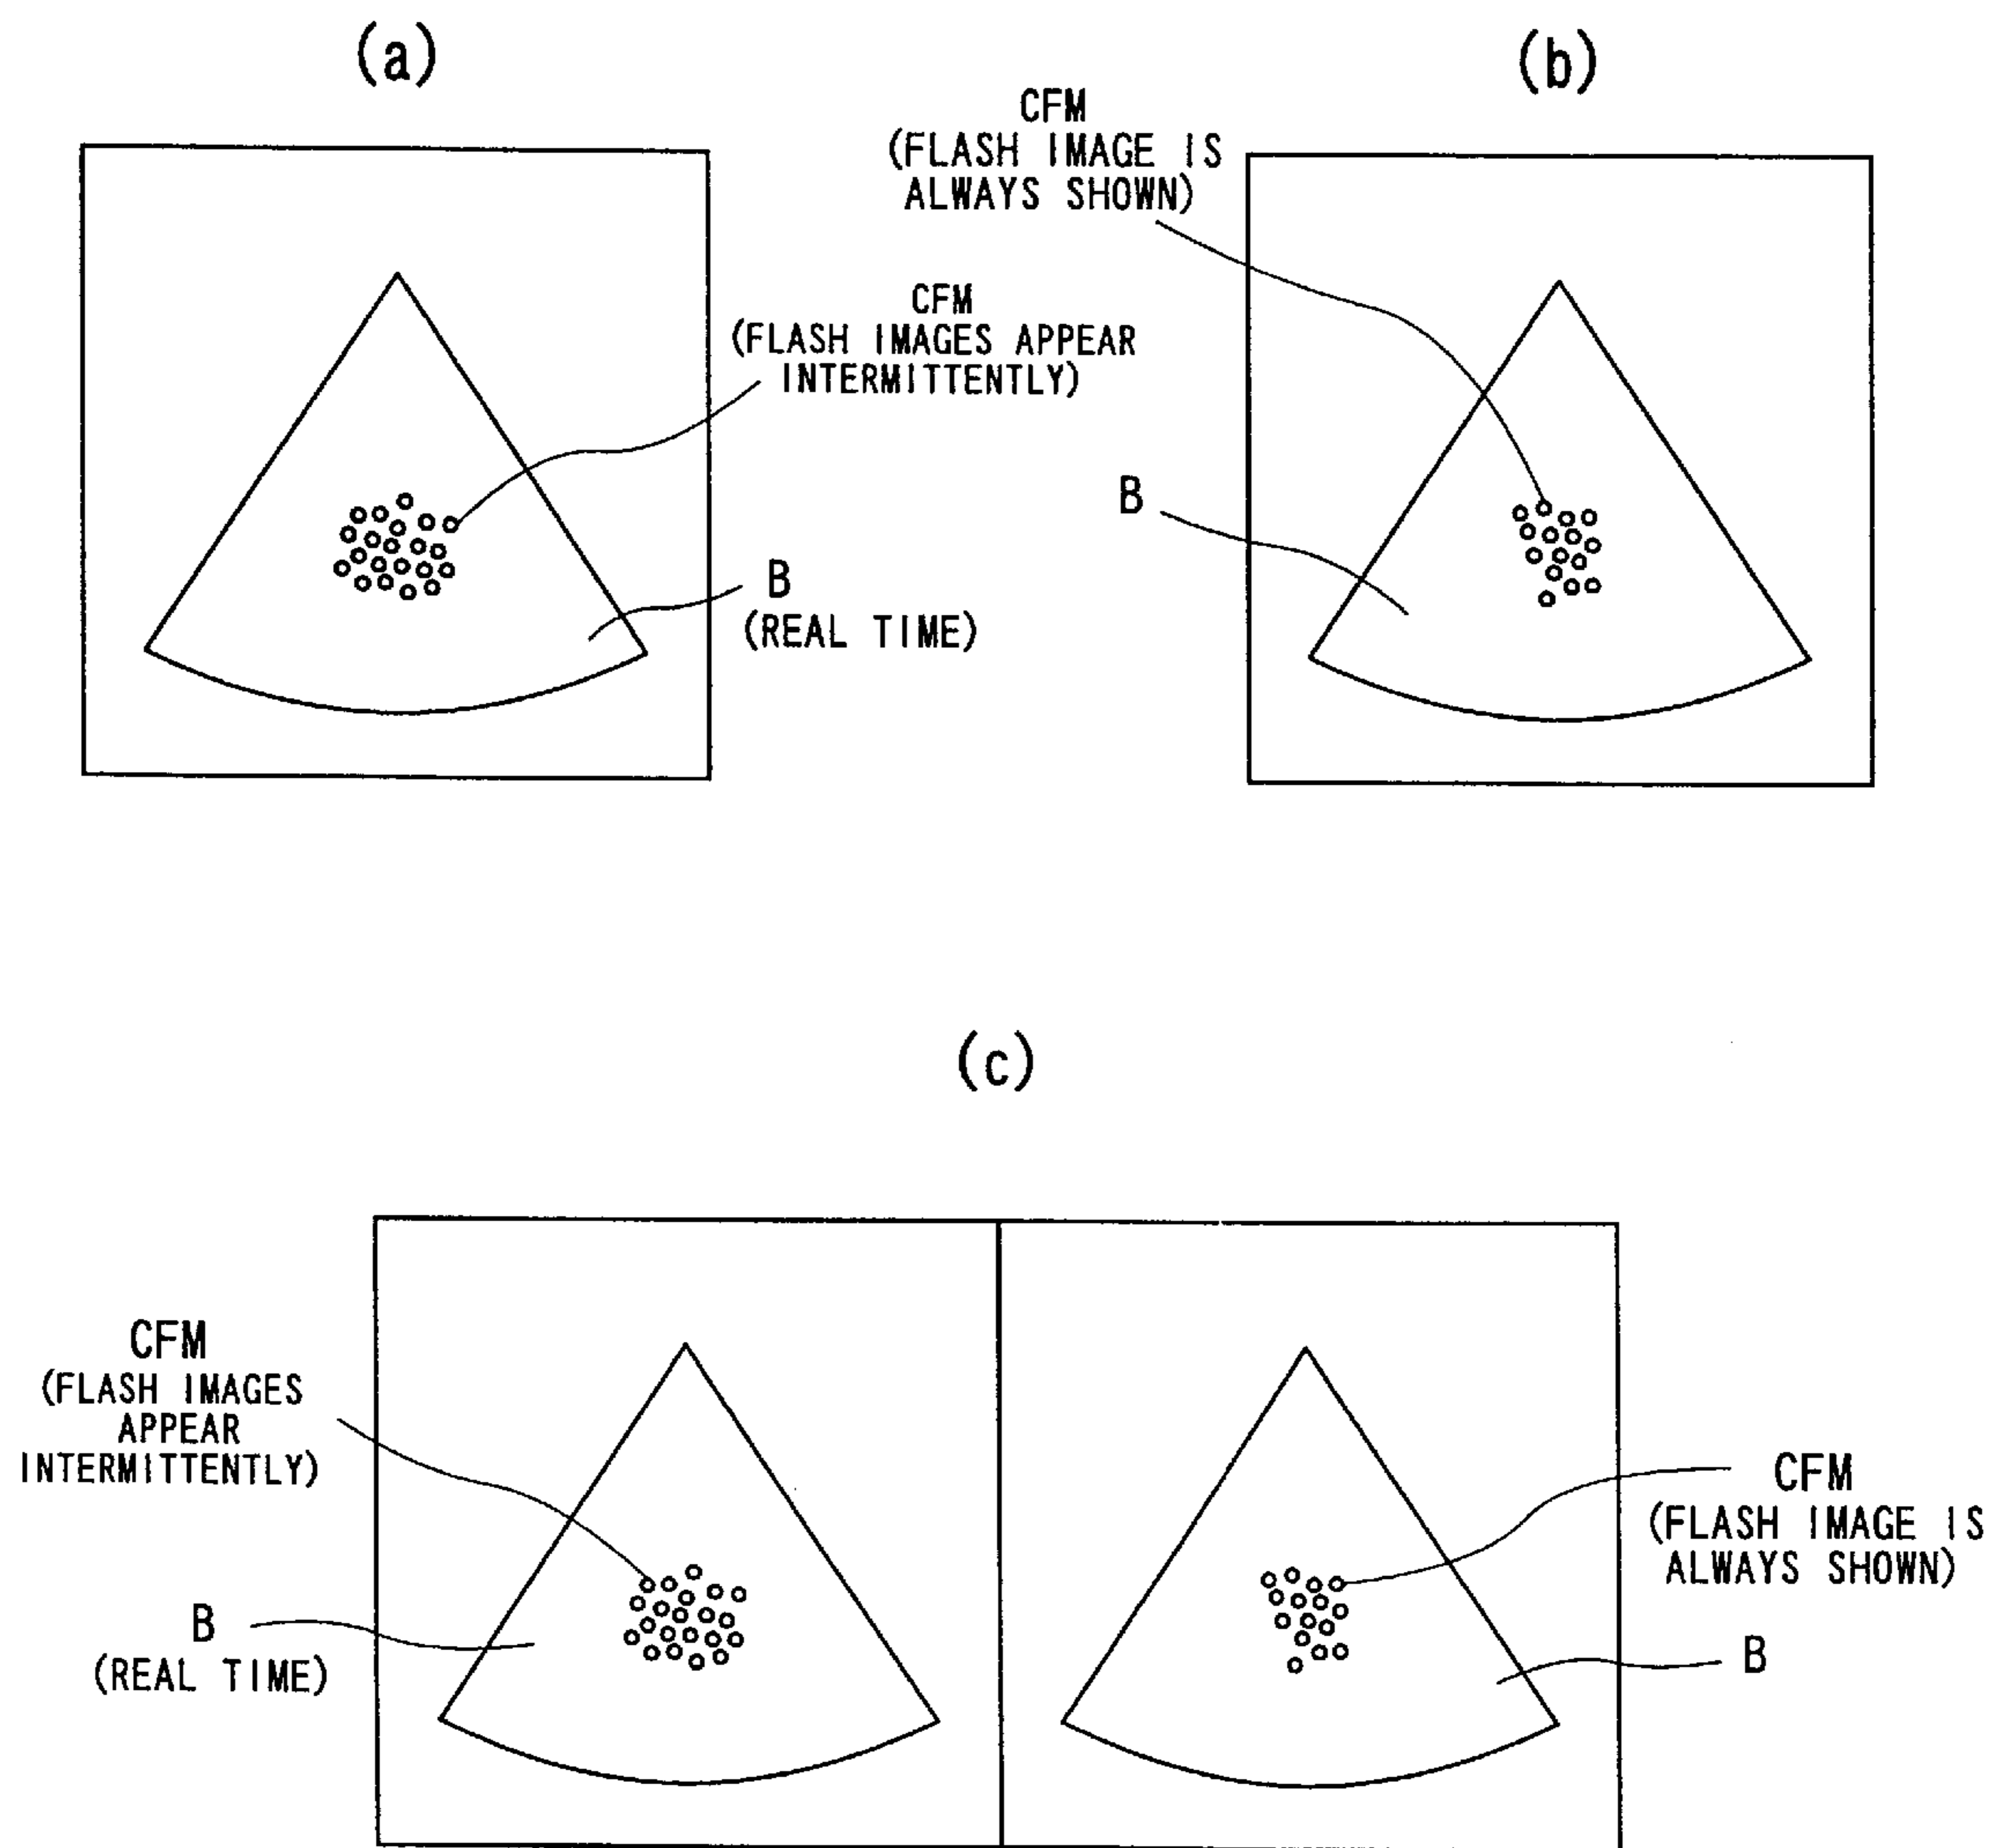 (a)
(b)
CFM
(FLASH IMAGE IS
ALWAYS SHOWN)
CFM
(FLASH IMAGES APPEAR
INTERMITTENTLY)
B
B
(REAL TIME)
(c)
CFM
(FLASH IMAGES
APPEAR
INTERMITTENTLY)
B
(REAL TIME)
CFM
(FLASH IMAGE IS
ALWAYS SHOWN)
B